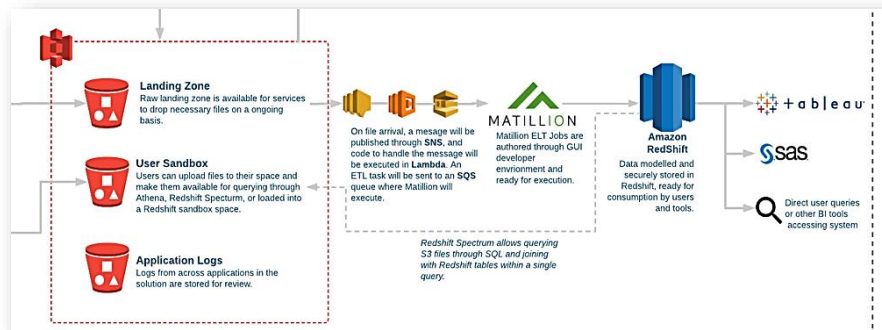 Landing Zone
Raw landing zone is available for services
to drop necessary files on a ongoing
basis.
User Sandbox
Users can upload files to their space and
make them available for querying through
Athena, Redshift Specturm, or loaded into
a Redshift sandbox space.
Application Logs
Logs from across applications in the
solution are stored for review.
On file arrival, a mesage will be
published through SNS, and
code to handle the message will
be executed in Lambda. An
ETL task will be sent to an SQS
queue where Matillion will
execute.
MATILLION
Matillion ELT Jobs are
authored through GUI
developer
envrionment and
ready for execution.
Redshift Spectrum allows querying
S3 files through SQL and joining
with Redshift tables within a single
query.
Amazon
RedShift
Data modelled and
securely stored in
Redshift, ready for
consumption by users
and tools.
+ableau
sas
Direct user queries
or other BI tools
accessing system